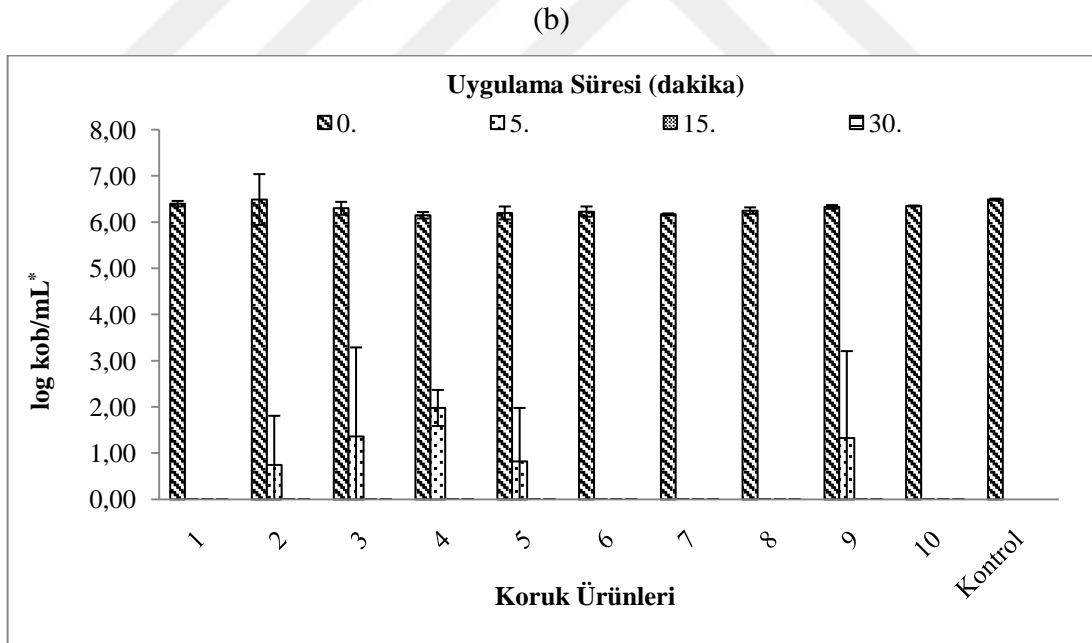 (b)
Uygulama Süresi (dakika)
0. 5. 15. 30.
8,00
7,00
6,00
5,00
4,00
3,00
2,00
1,00
0,00
log kob/mL*
1 2 3 4 5 6 7 8 9 10 Kontrol
Koruk Ürünleri